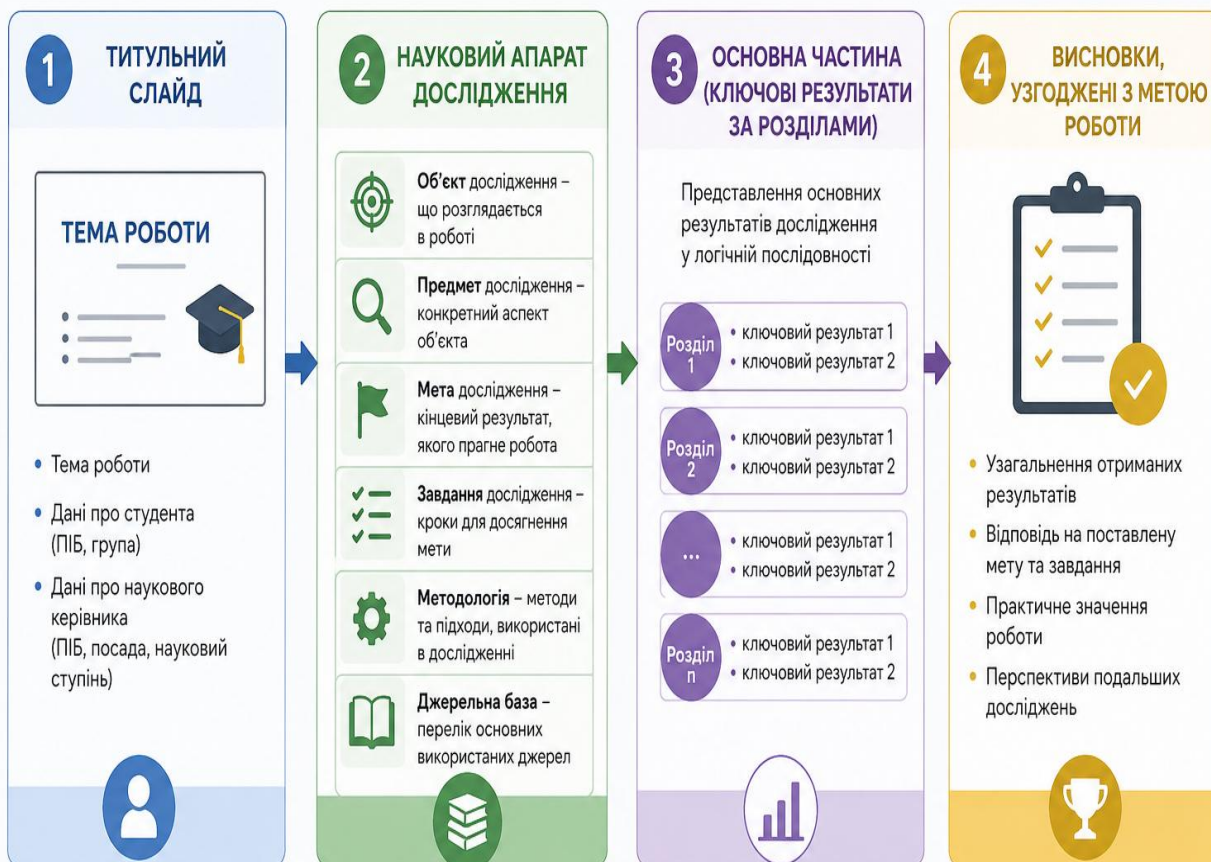 1
ТИТУЛЬНИЙ
СЛАЙД
ТЕМА РОБОТИ
• Тема роботи
• Дані про студента
(ПІБ, група)
• Дані про наукового
керівника
(ПІБ, посада, науковий
ступінь)
2
НАУКОВИЙ АПАРАТ
ДОСЛІДЖЕННЯ
Об’єкт дослідження –
що розглядається
в роботі
Предмет дослідження –
конкретний аспект
об’єкта
Мета дослідження –
кінцевий результат,
якого прагне робота
Завдання дослідження –
кроки для досягнення
мети
Методологія – методи
та підходи, використані
в дослідженні
Джерельна база –
перелік основних
використаних джерел
3
ОСНОВНА ЧАСТИНА
(КЛЮЧОВІ РЕЗУЛЬТАТИ
ЗА РОЗДІЛАМИ)
Представлення основних
результатів дослідження
у логічній послідовності
Розділ
1
• ключовий результат 1
• ключовий результат 2
Розділ
2
• ключовий результат 1
• ключовий результат 2
...
• ключовий результат 1
• ключовий результат 2
Розділ
n
• ключовий результат 1
• ключовий результат 2
4
ВИСНОВКИ,
УЗГОДЖЕНІ З МЕТОЮ
РОБОТИ
• Узагальнення отриманих
результатів
• Відповідь на поставлену
мету та завдання
• Практичне значення
роботи
• Перспективи подальших
досліджень